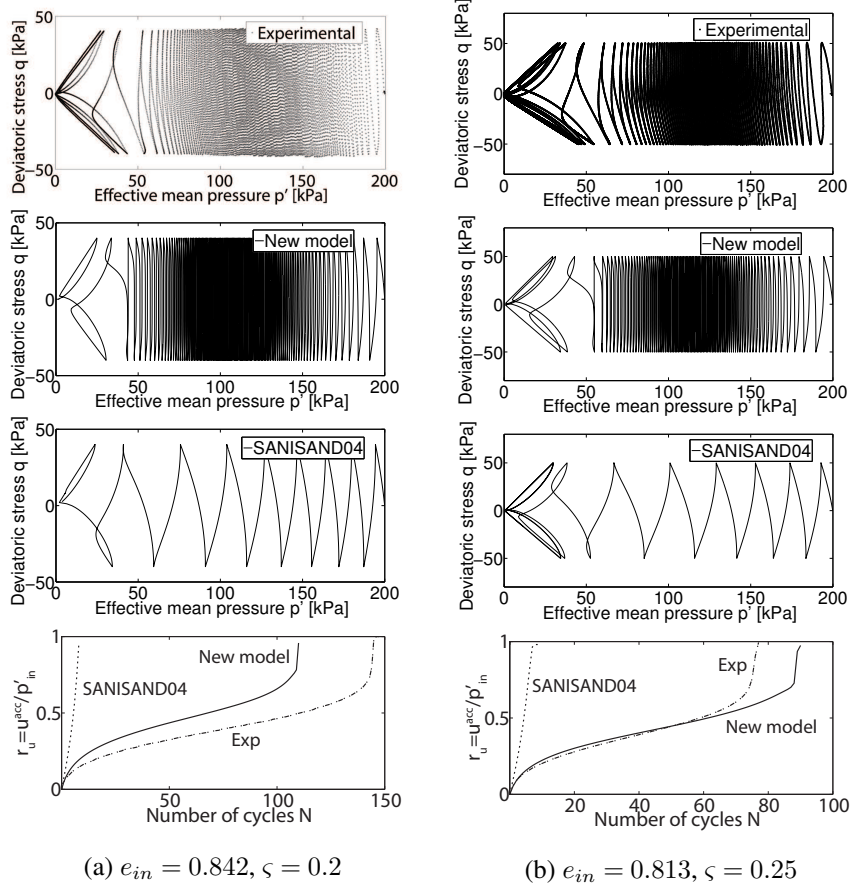 Deviatoric stress q [kPa]
50
0
−50
0 50 100 150 200
Effective mean pressure p' [kPa]
· Experimental
Deviatoric stress q [kPa]
50
0
−50
0 50 100 150 200
Effective mean pressure p' [kPa]
−New model
Deviatoric stress q [kPa]
50
0
−50
0 50 100 150 200
Effective mean pressure p' [kPa]
−SANISAND04
r_u=u^acc/p'_in
1
0.5
0
50 100 150
Number of cycles N
New model
SANISAND04
Exp
(a) e_in = 0.842, ς = 0.2
Deviatoric stress q [kPa]
50
0
−50
0 50 100 150 200
Effective mean pressure p' [kPa]
· Experimental
Deviatoric stress q [kPa]
50
0
−50
0 50 100 150 200
Effective mean pressure p' [kPa]
−New model
Deviatoric stress q [kPa]
50
0
−50
0 50 100 150 200
Effective mean pressure p' [kPa]
−SANISAND04
r_u=u^acc/p'_in
1
0.5
0
20 40 60 80 100
Number of cycles N
Exp
SANISAND04
New model
(b) e_in = 0.813, ς = 0.25